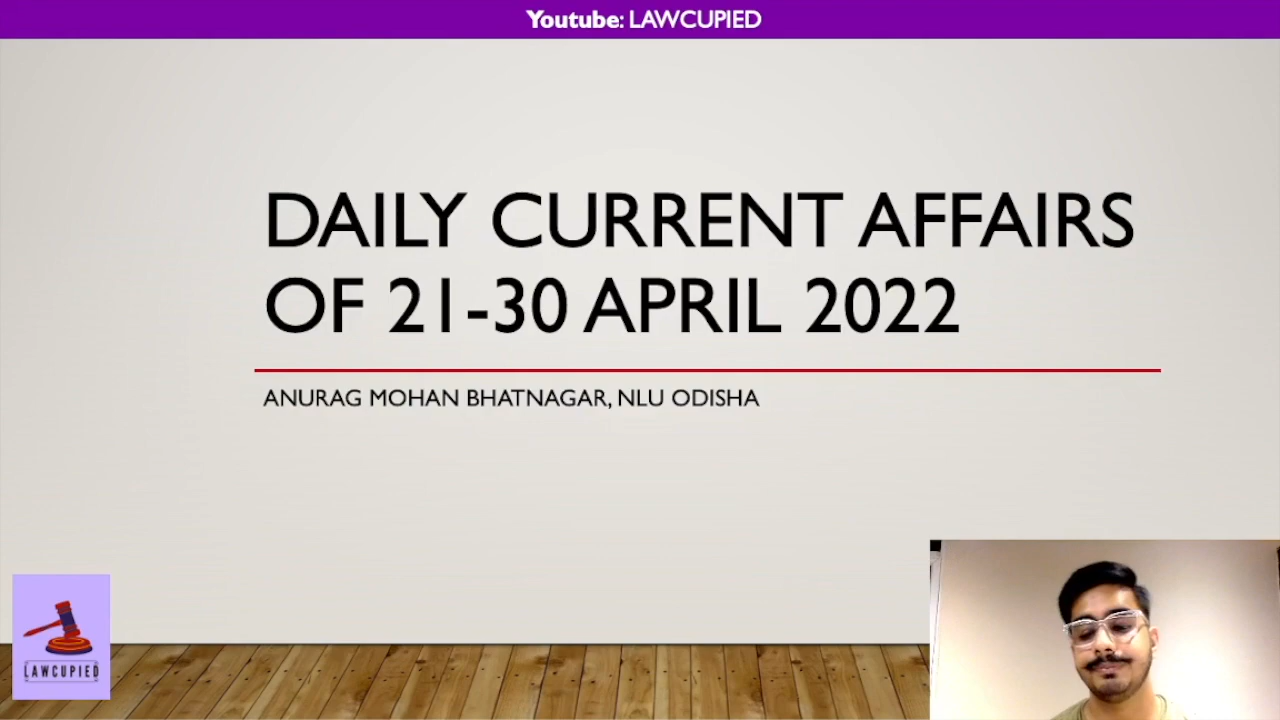 Youtube: LAWCUPIED
DAILY CURRENT AFFAIRS
OF 21-30 APRIL 2022
ANURAG MOHAN BHATNAGAR, NLU ODISHA
LAWCUPIED